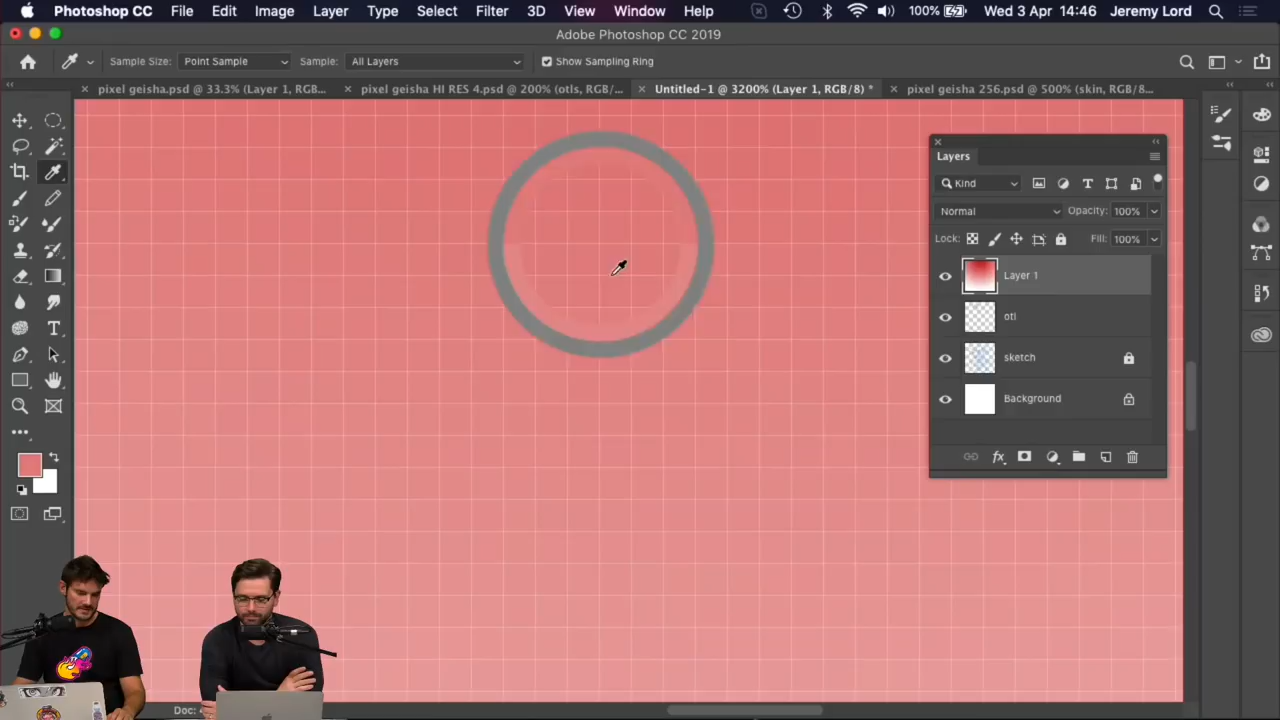 Photoshop CC File Edit Image Layer Type Select Filter 3D View Window Help 100% Wed 3 Apr 14:46 Jeremy Lord
Adobe Photoshop CC 2019
Sample Size: Point Sample Sample: All Layers Show Sampling Ring
pixel geisha.psd @ 33.3% (Layer 1, RGB... pixel geisha HI RES 4.psd @ 200% (otls, RGB/... Untitled-1 @ 3200% (Layer 1, RGB/8) * pixel geisha 256.psd @ 500% (skin, RGB/8...
Layers
Kind
Normal Opacity: 100%
Lock: Fill: 100%
Layer 1
otl
sketch
Background
fx
Doc: